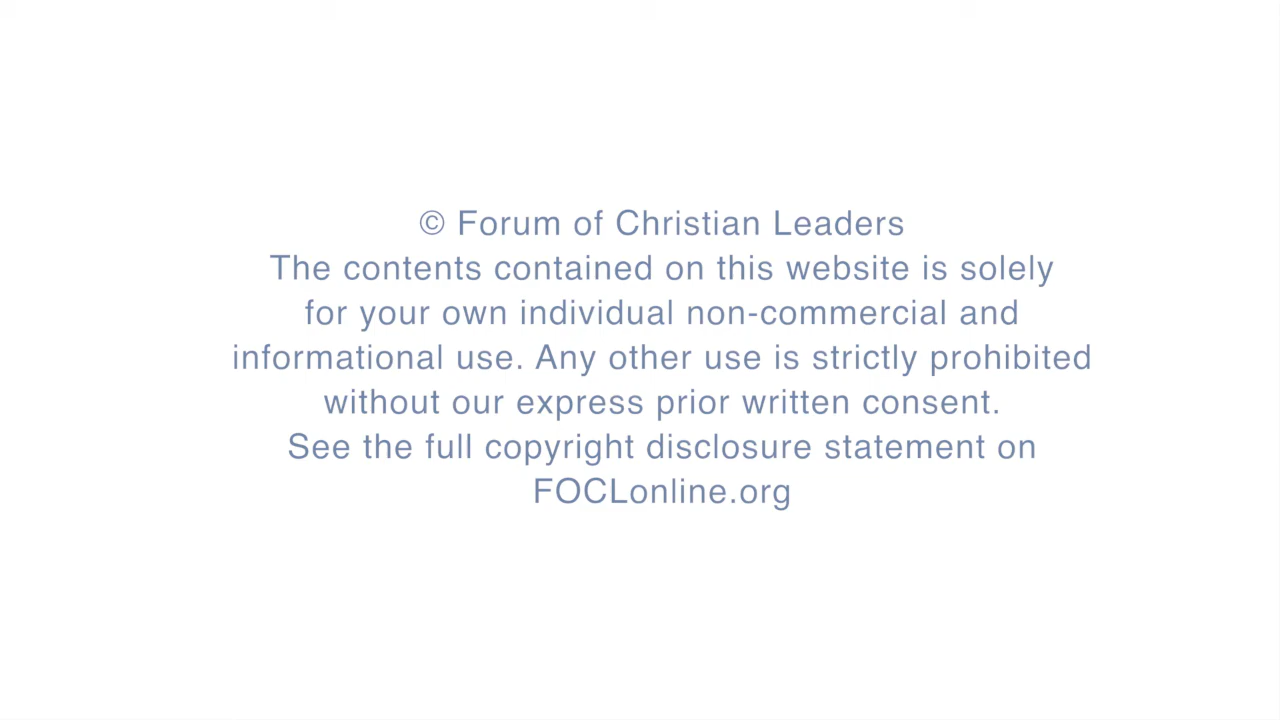 © Forum of Christian Leaders
The contents contained on this website is solely
for your own individual non-commercial and
informational use. Any other use is strictly prohibited
without our express prior written consent.
See the full copyright disclosure statement on
FOCLonline.org